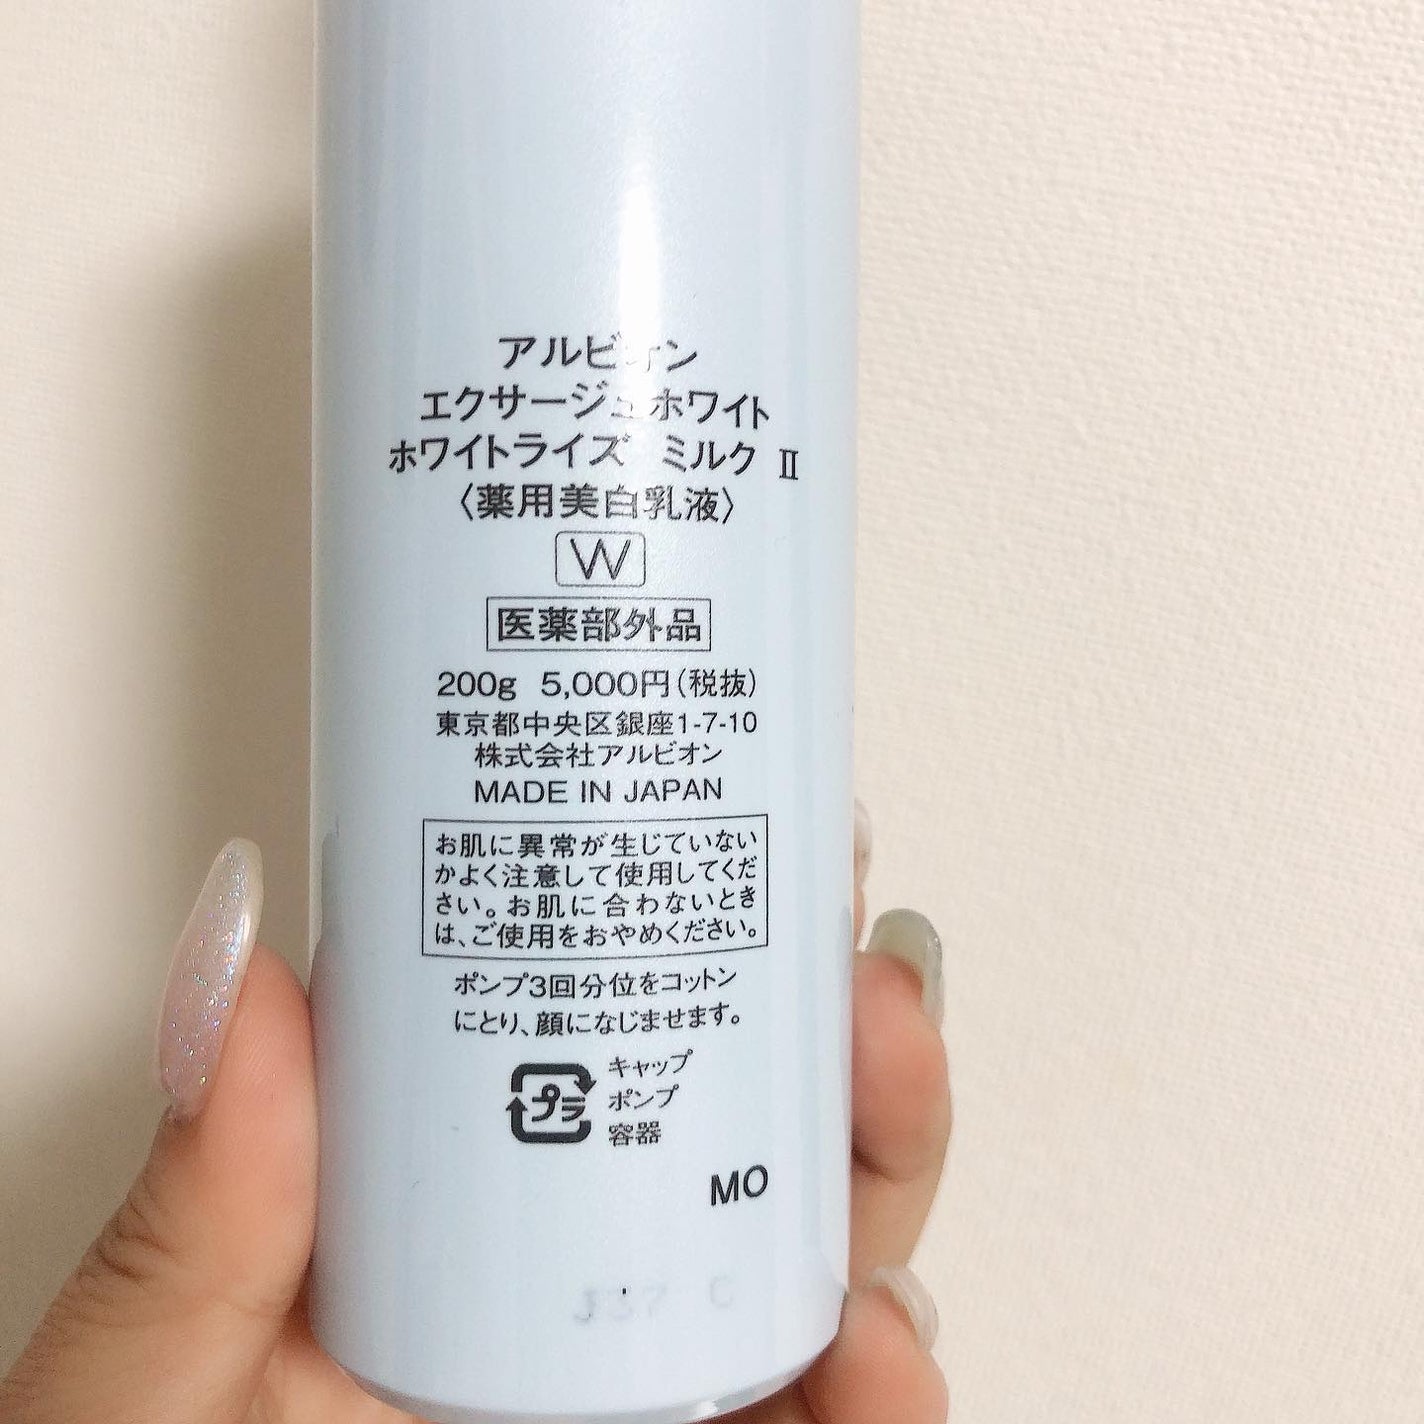 アルビオン
エクサージュホワイト
ホワイトライズ ミルク Ⅱ
〈薬用美白乳液〉
W
医薬部外品
200g 5,000円(税抜)
東京都中央区銀座1-7-10
株式会社アルビオン
MADE IN JAPAN
お肌に異常が生じていない
かよく注意して使用してくだ
さい。お肌に合わないとき
は、ご使用をおやめください。
ポンプ3回分位をコットン
にとり、顔になじませます。
プラ
キャップ
ポンプ
容器
MO